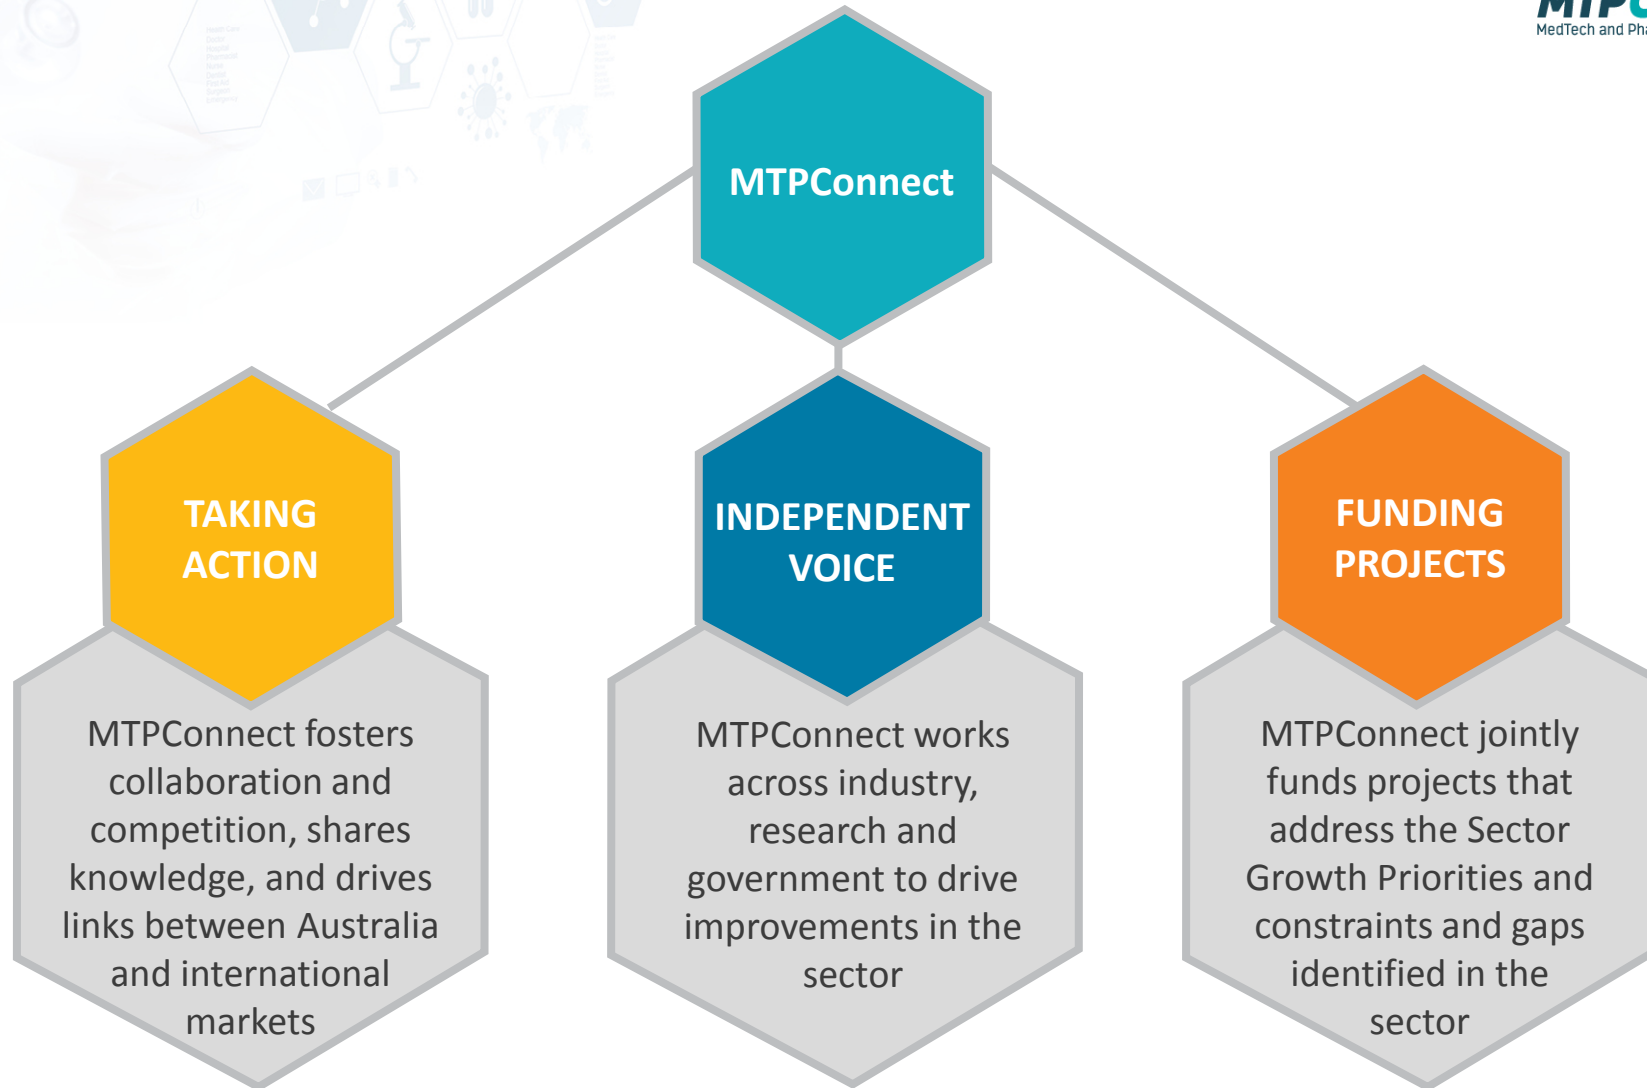 MedTech and Pha
MTPConnect
TAKING
ACTION
INDEPENDENT
VOICE
FUNDING
PROJECTS
MTPConnect fosters
collaboration and
competition, shares
knowledge, and drives
links between Australia
and international
markets
MTPConnect works
across industry,
research and
government to drive
improvements in the
sector
MTPConnect jointly
funds projects that
address the Sector
Growth Priorities and
constraints and gaps
identified in the
sector